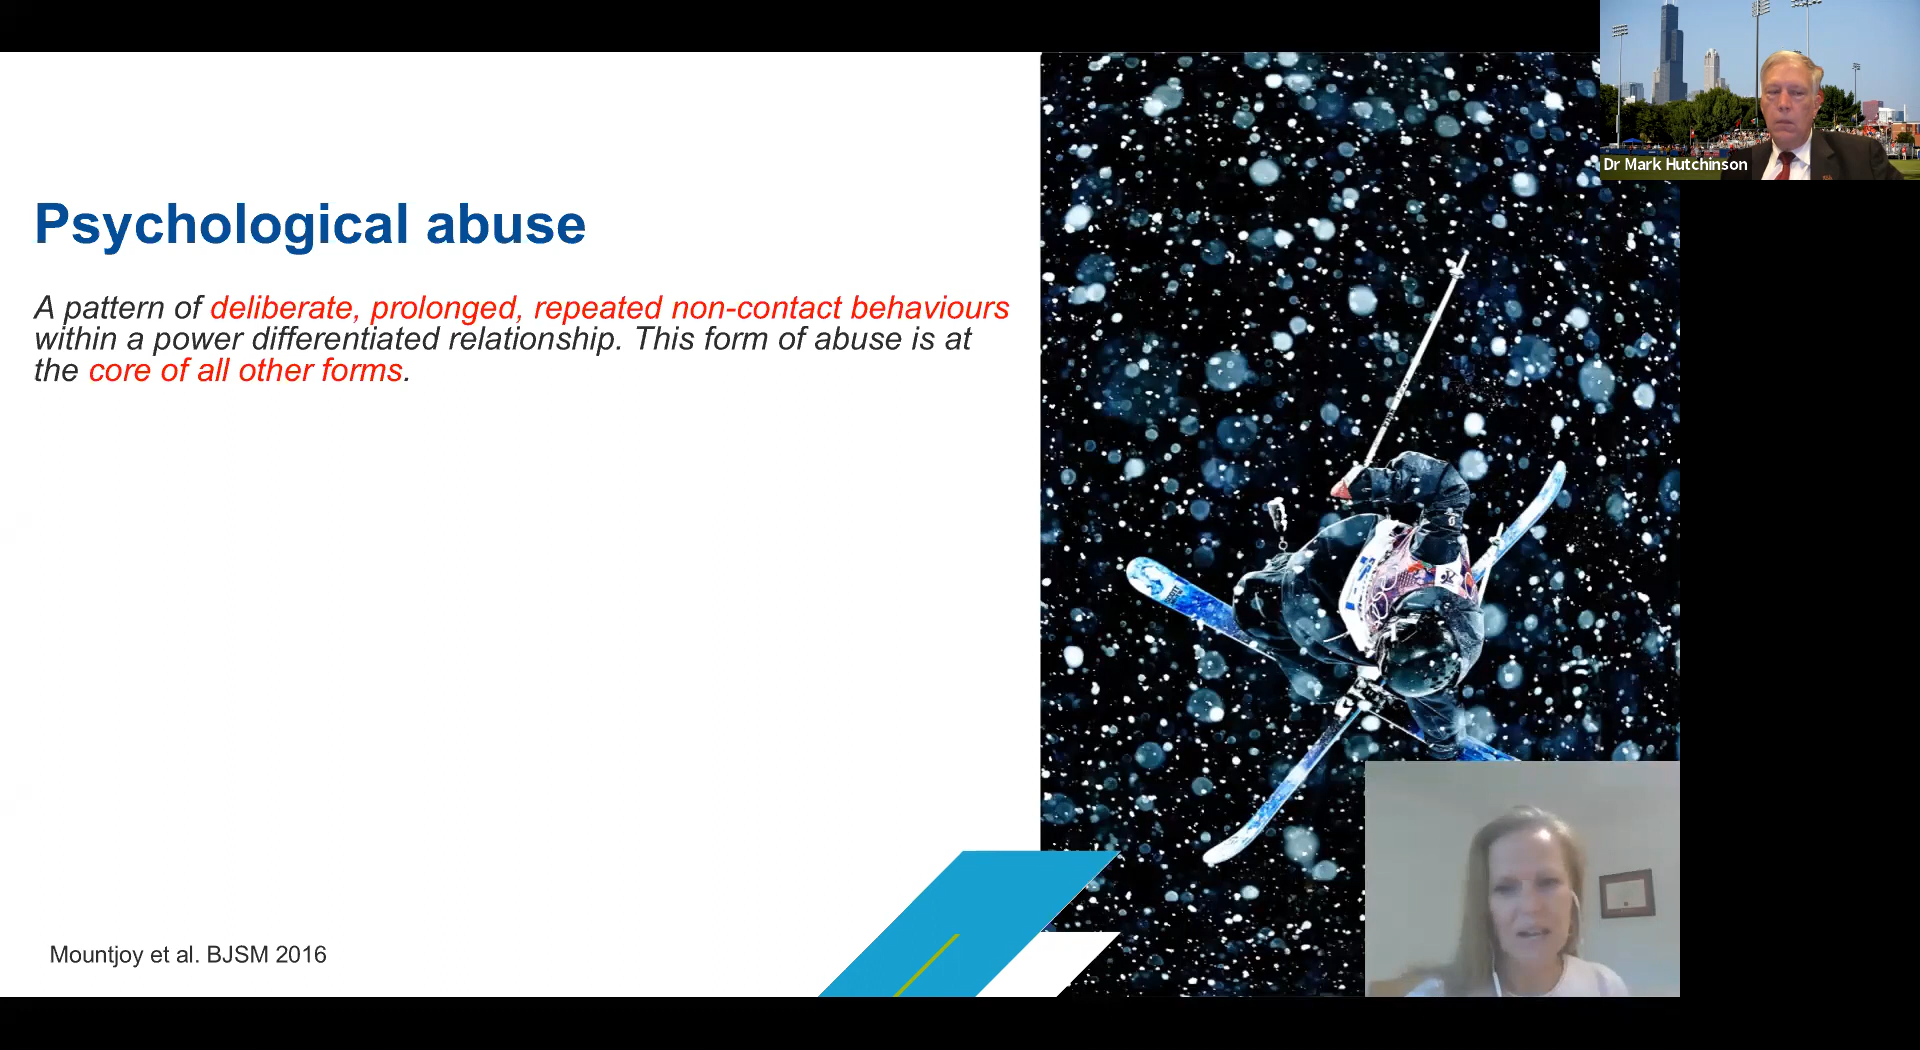 Psychological abuse
A pattern of deliberate, prolonged, repeated non-contact behaviours
within a power differentiated relationship. This form of abuse is at
the core of all other forms.
Mountjoy et al. BJSM 2016
Dr Mark Hutchinson